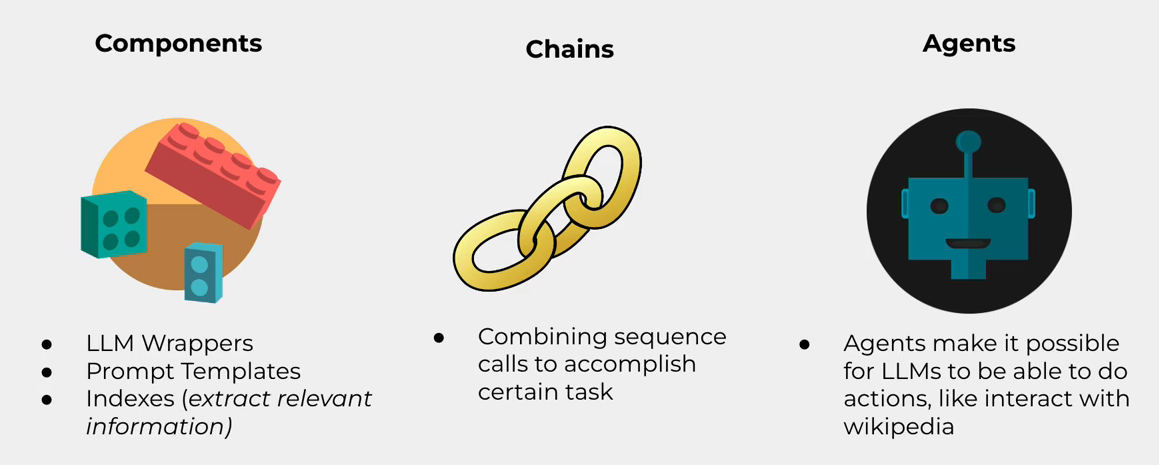 Components
● LLM Wrappers
● Prompt Templates
● Indexes (extract relevant
information)
Chains
● Combining sequence
calls to accomplish
certain task
Agents
● Agents make it possible
for LLMs to be able to do
actions, like interact with
wikipedia